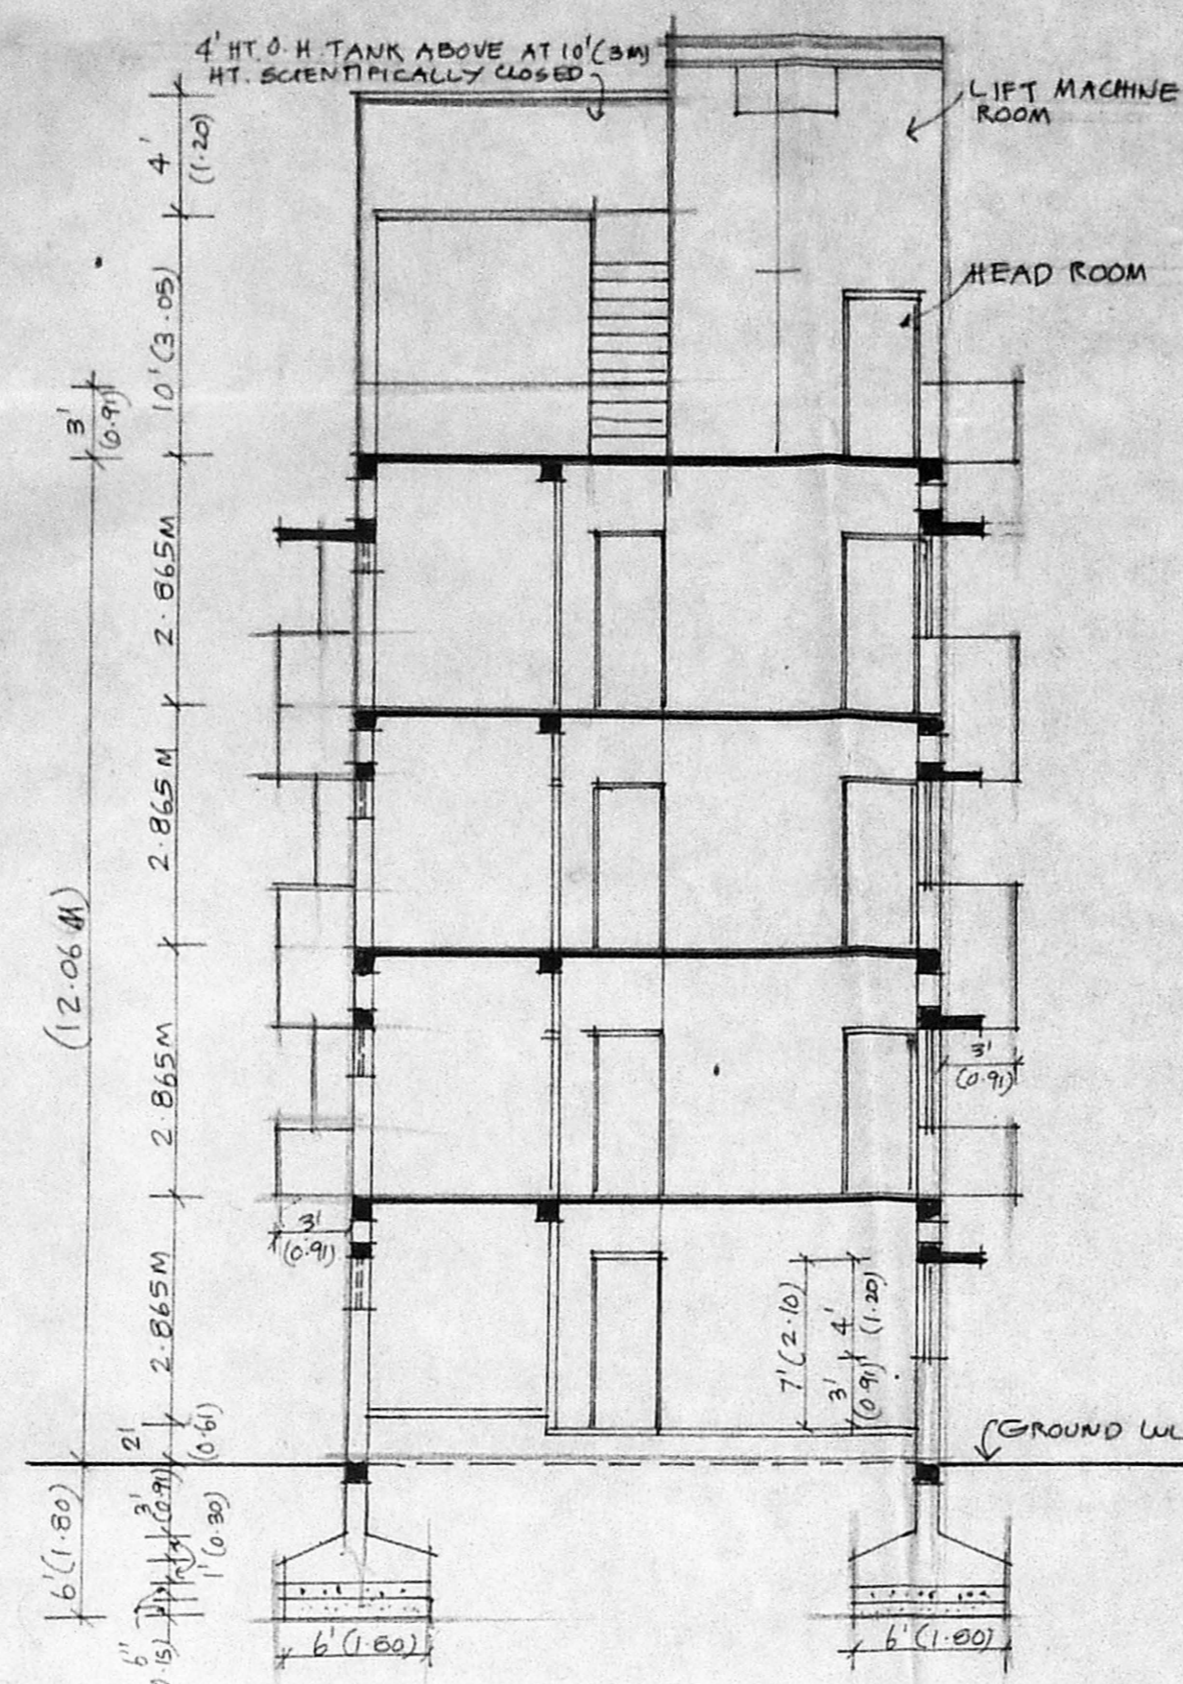 4' HT. O.H. TANK ABOVE AT 10'(3M)
HT. SCIENTIFICALLY CLOSED
LIFT MACHINE
ROOM
4'
(1.20)
HEAD ROOM
10'(3.05)
3'
(0.91)
2.865M
2.865M
(12.06 M)
2.865M
3'
(0.91)
3'
(0.91)
2.865M
7'(2.10)
4'
(1.20)
3'
(0.91)
2'
(0.61)
GROUND LVL
6'(1.80)
3'
(0.91)
1'(0.30)
6"
0.15)
6'(1.80)
6'(1.80)